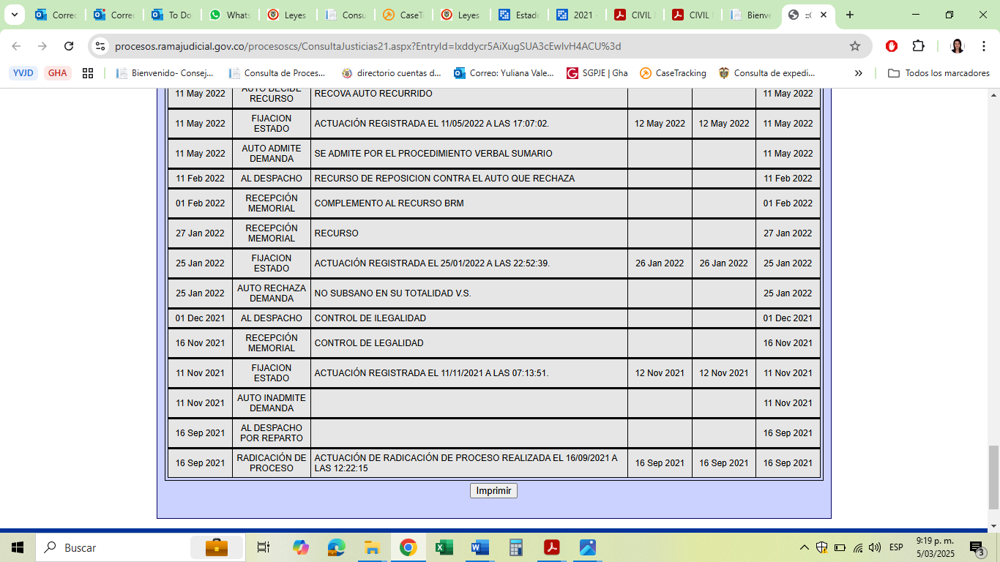 Correo
Correo
To Do
Whats
Leyes
Consu
CaseT
Leyes
Estado
2021 -
CIVIL
CIVIL
Bienve
::(
procesos.ramajudicial.gov.co/procesoscs/ConsultaJusticias21.aspx?EntryId=lxddycr5AiXugSUA3cEwlvH4ACU%3d
YVJD
GHA
Bienvenido- Consej...
Consulta de Proces...
directorio cuentas d...
Correo: Yuliana Vale...
SGPJE | Gha
CaseTracking
Consulta de expedi...
»
Todos los marcadores
11 May 2022 AUTO DECIDE RECURSO RECOVA AUTO RECURRIDO 11 May 2022
11 May 2022 FIJACION ESTADO ACTUACIÓN REGISTRADA EL 11/05/2022 A LAS 17:07:02. 12 May 2022 12 May 2022 11 May 2022
11 May 2022 AUTO ADMITE DEMANDA SE ADMITE POR EL PROCEDIMIENTO VERBAL SUMARIO 11 May 2022
11 Feb 2022 AL DESPACHO RECURSO DE REPOSICION CONTRA EL AUTO QUE RECHAZA 11 Feb 2022
01 Feb 2022 RECEPCIÓN MEMORIAL COMPLEMENTO AL RECURSO BRM 01 Feb 2022
27 Jan 2022 RECEPCIÓN MEMORIAL RECURSO 27 Jan 2022
25 Jan 2022 FIJACION ESTADO ACTUACIÓN REGISTRADA EL 25/01/2022 A LAS 22:52:39. 26 Jan 2022 26 Jan 2022 25 Jan 2022
25 Jan 2022 AUTO RECHAZA DEMANDA NO SUBSANO EN SU TOTALIDAD V.S. 25 Jan 2022
01 Dec 2021 AL DESPACHO CONTROL DE ILEGALIDAD 01 Dec 2021
16 Nov 2021 RECEPCIÓN MEMORIAL CONTROL DE LEGALIDAD 16 Nov 2021
11 Nov 2021 FIJACION ESTADO ACTUACIÓN REGISTRADA EL 11/11/2021 A LAS 07:13:51. 12 Nov 2021 12 Nov 2021 11 Nov 2021
11 Nov 2021 AUTO INADMITE DEMANDA 11 Nov 2021
16 Sep 2021 AL DESPACHO POR REPARTO 16 Sep 2021
16 Sep 2021 RADICACIÓN DE PROCESO ACTUACIÓN DE RADICACIÓN DE PROCESO REALIZADA EL 16/09/2021 A LAS 12:22:15 16 Sep 2021 16 Sep 2021 16 Sep 2021
Imprimir
Buscar
ESP
9:19 p. m.
5/03/2025
3